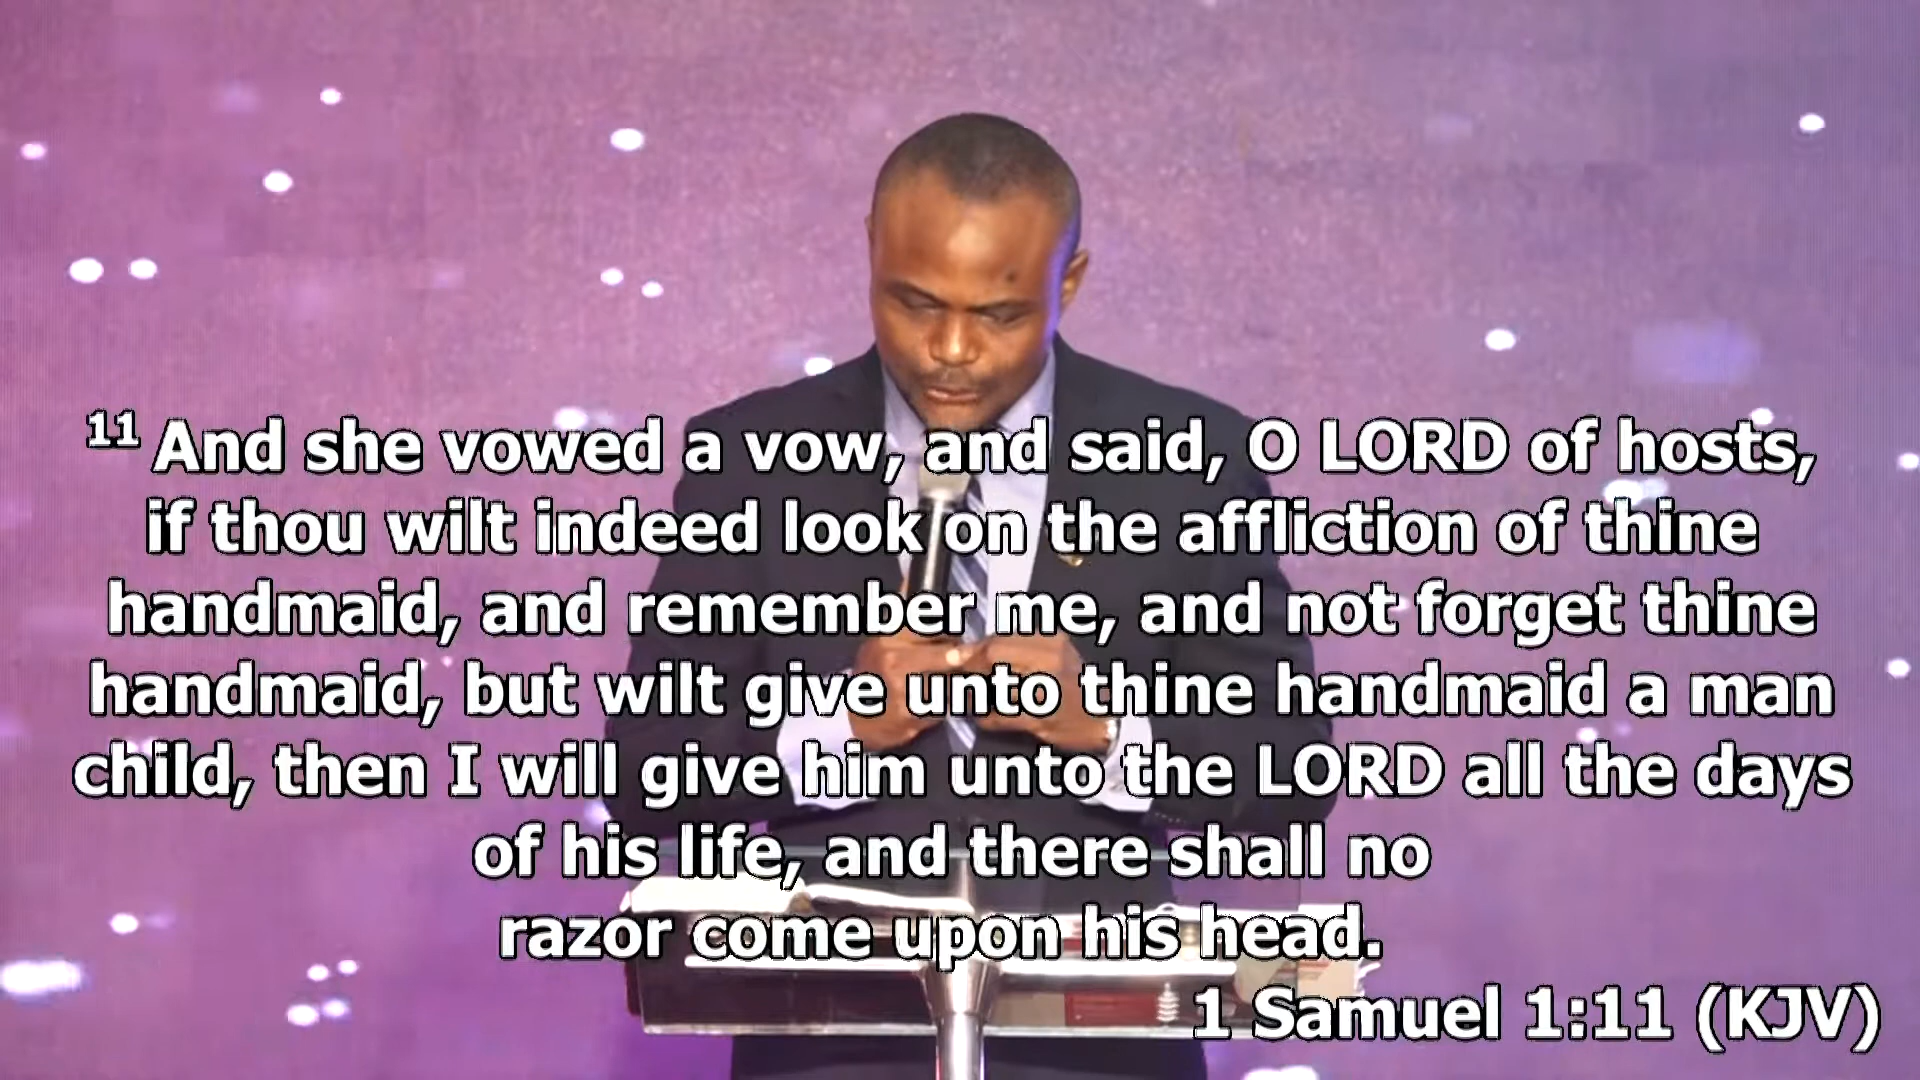 11 And she vowed a vow, and said, O LORD of hosts,
if thou wilt indeed look on the affliction of thine
handmaid, and remember me, and not forget thine
handmaid, but wilt give unto thine handmaid a man
child, then I will give him unto the LORD all the days
of his life, and there shall no
razor come upon his head.
1 Samuel 1:11 (KJV)